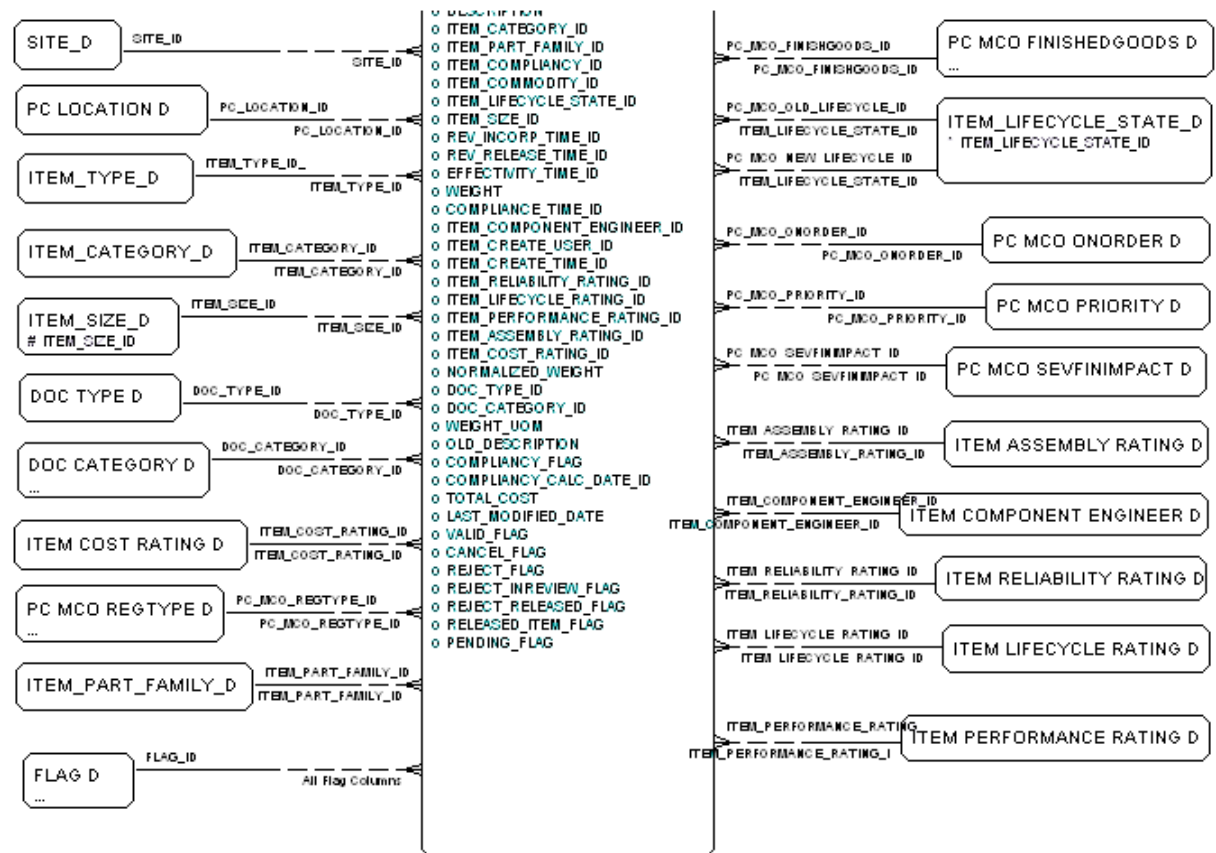 SITE_D
SITE_ID
SITE_ID
PC LOCATION D
PC_LOCATION_ID
PC_LOCATION_ID
ITEM_TYPE_D
ITEM_TYPE_ID_
ITEM_TYPE_ID
ITEM_CATEGORY_D
ITEM_CATEGORY_ID
ITEM_CATEGORY_ID
ITEM_SIZE_D
# ITEM_SIZE_ID
ITEM_SIZE_ID
ITEM_SIZE_ID
DOC TYPE D
DOC_TYPE_ID
DOC_TYPE_ID
DOC CATEGORY D
...
DOC_CATEGORY_ID
DOC_CATEGORY_ID
ITEM COST RATING D
ITEM_COST_RATING_ID
ITEM_COST_RATING_ID
PC MCO REGTYPE D
...
PC_MCO_REGTYPE_ID
PC_MCO_REGTYPE_ID
ITEM_PART_FAMILY_D
ITEM_PART_FAMILY_ID
ITEM_PART_FAMILY_ID
FLAG D
...
FLAG_ID
All Flag Columns
o DESCRIPTION
o ITEM_CATEGORY_ID
o ITEM_PART_FAMILY_ID
o ITEM_COMPLIANCY_ID
o ITEM_COMMODITY_ID
o ITEM_LIFECYCLE_STATE_ID
o ITEM_SIZE_ID
o REV_INCORP_TIME_ID
o REV_RELEASE_TIME_ID
o EFFECTIVITY_TIME_ID
o WEIGHT
o COMPLIANCE_TIME_ID
o ITEM_COMPONENT_ENGINEER_ID
o ITEM_CREATE_USER_ID
o ITEM_CREATE_TIME_ID
o ITEM_RELIABILITY_RATING_ID
o ITEM_LIFECYCLE_RATING_ID
o ITEM_PERFORMANCE_RATING_ID
o ITEM_ASSEMBLY_RATING_ID
o ITEM_COST_RATING_ID
o NORMALIZED_WEIGHT
o DOC_TYPE_ID
o DOC_CATEGORY_ID
o WEIGHT_UOM
o OLD_DESCRIPTION
o COMPLIANCY_FLAG
o COMPLIANCY_CALC_DATE_ID
o TOTAL_COST
o LAST_MODIFIED_DATE
o VALID_FLAG
o CANCEL_FLAG
o REJECT_FLAG
o REJECT_INREVIEW_FLAG
o REJECT_RELEASED_FLAG
o RELEASED_ITEM_FLAG
o PENDING_FLAG
PC_MCO_FINISHGOODS_ID
PC_MCO_FINISHGOODS_ID
PC MCO FINISHEDGOODS D
...
PC_MCO_OLD_LIFECYCLE_ID
ITEM_LIFECYCLE_STATE_ID
PC MCO NEW LIFECYCLE ID
ITEM_LIFECYCLE_STATE_ID
ITEM_LIFECYCLE_STATE_D
* ITEM_LIFECYCLE_STATE_ID
PC_MCO_ONORDER_ID
PC_MCO_ONORDER_ID
PC MCO ONORDER D
PC_MCO_PRIORITY_ID
PC_MCO_PRIORITY_ID
PC MCO PRIORITY D
PC_MCO_SEVFINIMPACT ID
PC MCO SEVFINIMPACT ID
PC MCO SEVFINIMPACT D
ITEM ASSEMBLY RATING ID
ITEM_ASSEMBLY_RATING_ID
ITEM ASSEMBLY RATING D
ITEM_COMPONENT_ENGINEER_ID
ITEM_COMPONENT_ENGINEER_ID
ITEM COMPONENT ENGINEER D
ITEM RELIABILITY RATING ID
ITEM_RELIABILITY_RATING_ID
ITEM RELIABILITY RATING D
ITEM LIFECYCLE RATING ID
ITEM LIFECYCLE RATING ID
ITEM LIFECYCLE RATING D
ITEM_PERFORMANCE_RATING_
ITEM_PERFORMANCE_RATING_I
ITEM PERFORMANCE RATING D